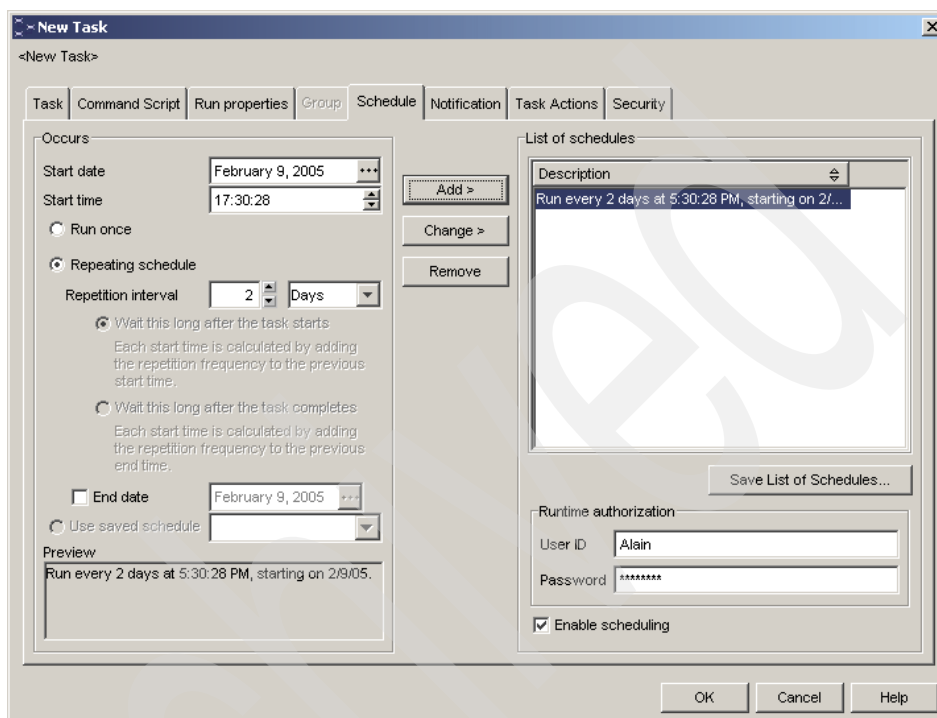 New Task
<New Task>
Task
Command Script
Run properties
Group
Schedule
Notification
Task Actions
Security
Occurs
Start date
February 9, 2005
Start time
17:30:28
Run once
Repeating schedule
Repetition interval
2
Days
Wait this long after the task starts
Each start time is calculated by adding
the repetition frequency to the previous
start time.
Wait this long after the task completes
Each start time is calculated by adding
the repetition frequency to the previous
end time.
End date
February 9, 2005
Use saved schedule
Preview
Run every 2 days at 5:30:28 PM, starting on 2/9/05.
Add >
Change >
Remove
List of schedules
Description
Run every 2 days at 5:30:28 PM, starting on 2/...
Save List of Schedules...
Runtime authorization
User ID
Alain
Password
********
Enable scheduling
OK
Cancel
Help